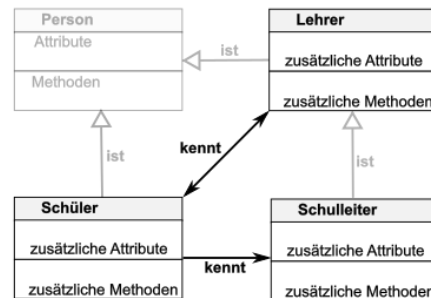 Person
Attribute
Methoden
ist
Lehrer
zusätzliche Attribute
zusätzliche Methoden
ist
kennt
ist
Schüler
zusätzliche Attribute
zusätzliche Methoden
kennt
Schulleiter
zusätzliche Attribute
zusätzliche Methoden